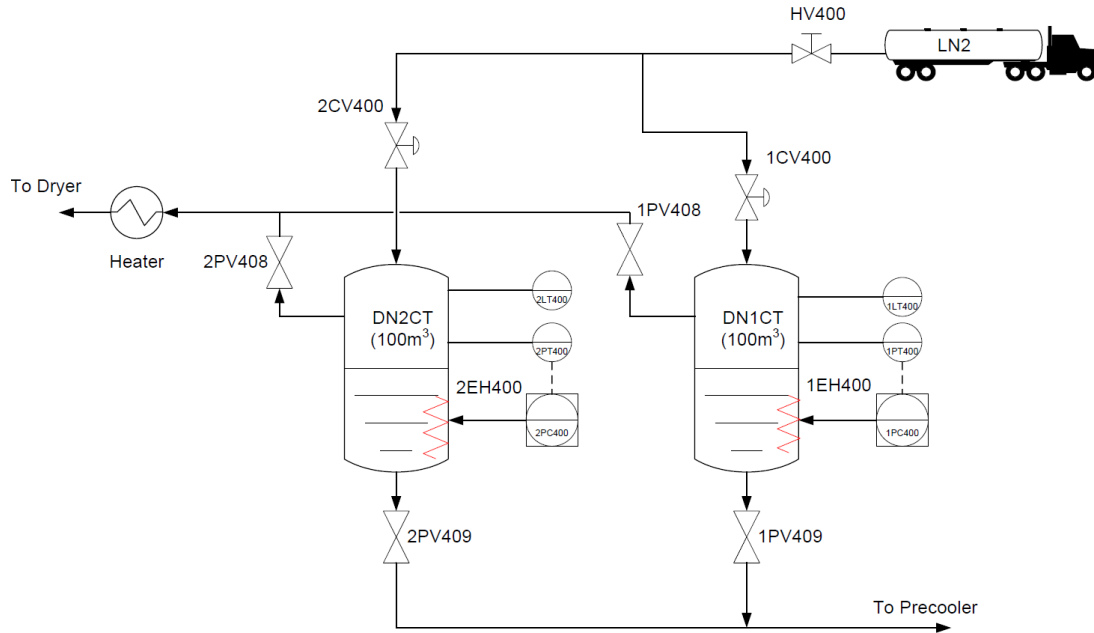 HV400
LN2
2CV400
1CV400
To Dryer
1PV408
Heater
2PV408
DN2CT
(100m³)
2LT400
2PT400
2EH400
2PC400
DN1CT
(100m³)
1LT400
1PT400
1EH400
1PC400
2PV409
1PV409
To Precooler